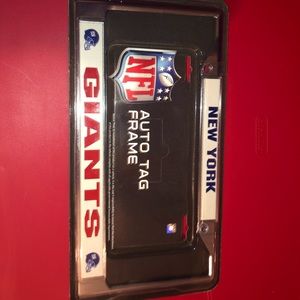 NEW YORK
NFL
AUTO TAG
FRAME
GIANTS